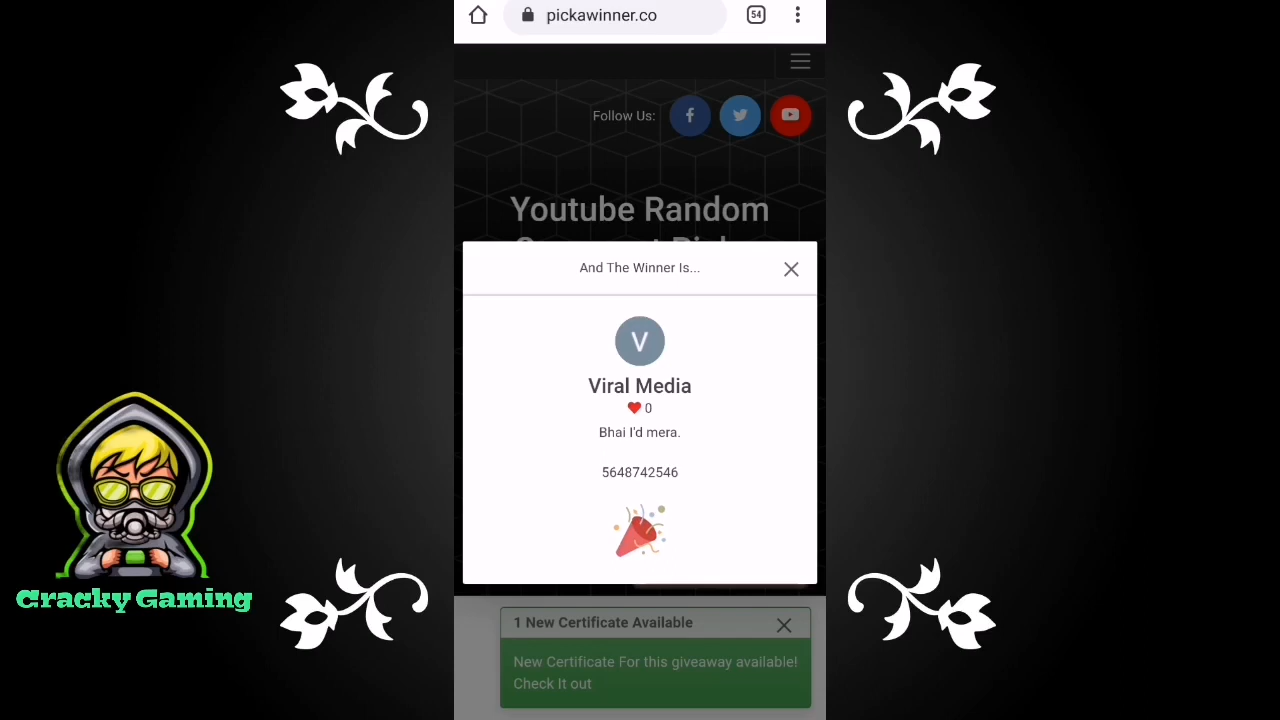 pickawinner.co
54
Follow Us:
Youtube Random
And The Winner Is...
V
Viral Media
0
Bhai I'd mera.
5648742546
Cracky Gaming
1 New Certificate Available
New Certificate For this giveaway available!
Check It out